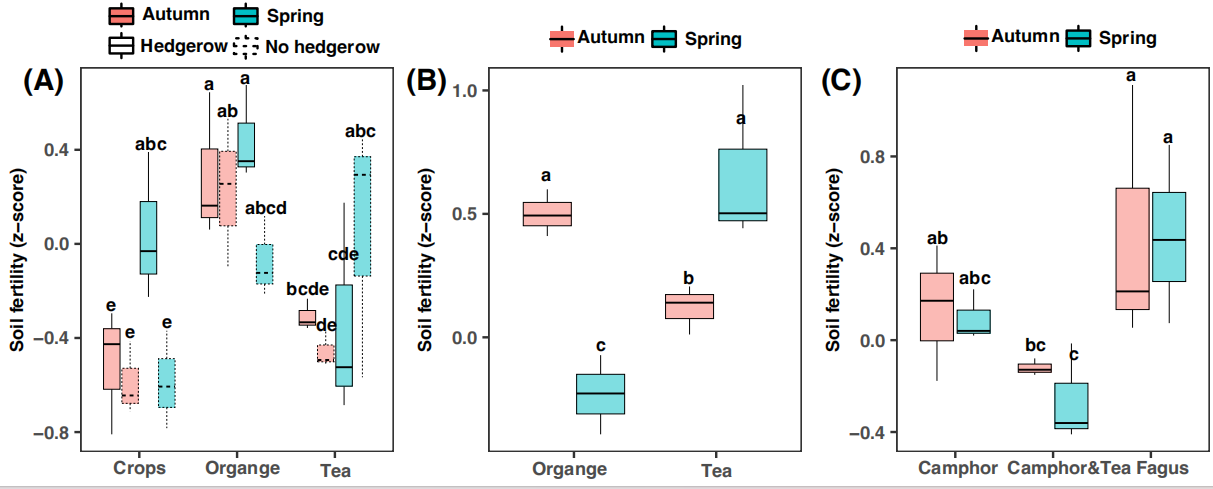 Autumn Spring
Hedgerow No hedgerow
(A)
Soil fertility (z−score)
0.4
0.0
−0.4
−0.8
e
e
abc
e
a
ab
a
abcd
bcde
de
cde
abc
Crops Organge Tea
Autumn Spring
(B)
Soil fertility (z−score)
1.0
0.5
0.0
a
c
b
a
Organge Tea
Autumn Spring
(C)
Soil fertility (z−score)
0.8
0.4
0.0
−0.4
ab
abc
bc
c
a
a
Camphor Camphor&Tea Fagus